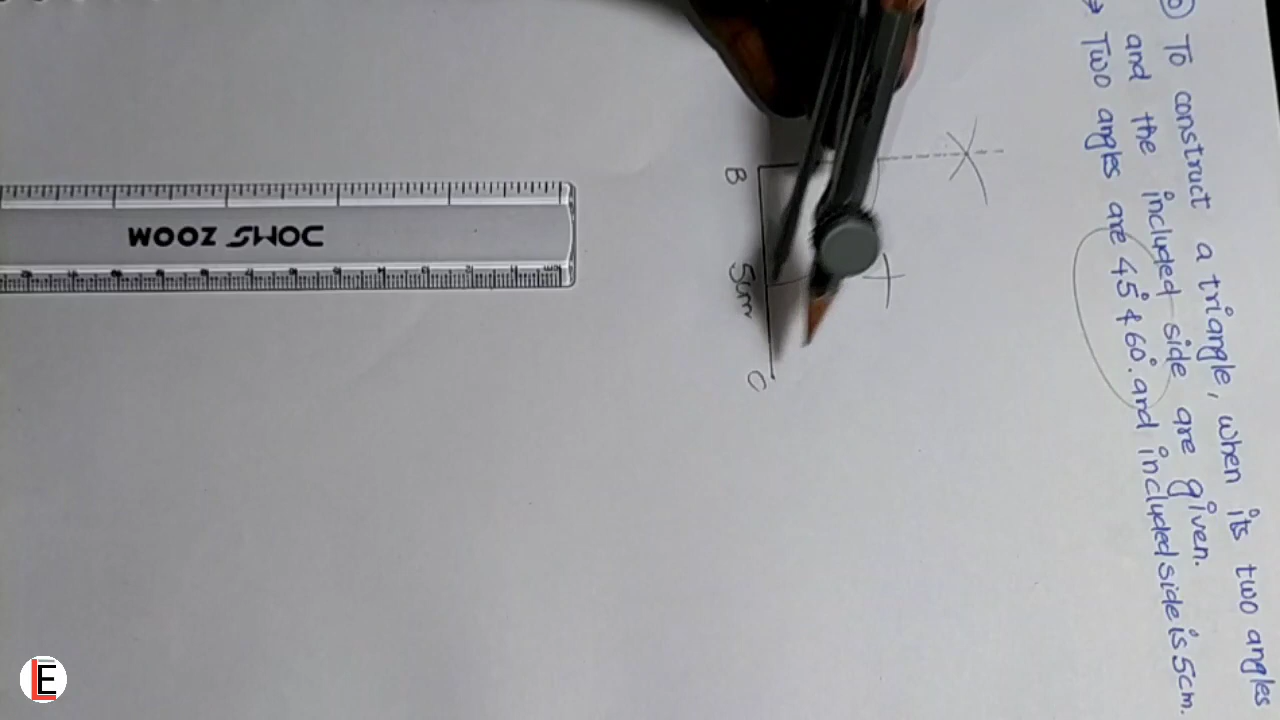 To construct a triangle, when its two angles
and the included side are given.
→ Two angles are 45° & 60°. and included side is 5cm.
B
5cm
C
DOMS ZOOM
E